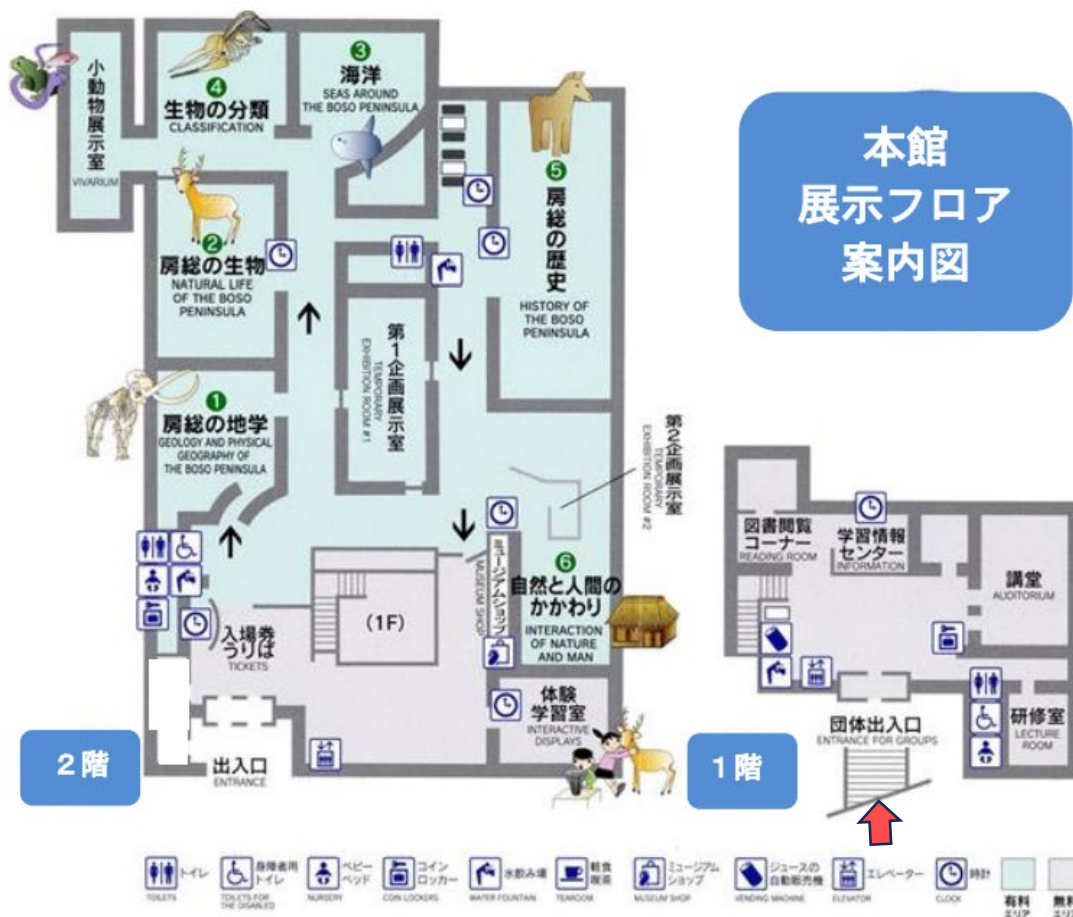 本館
展示フロア
案内図
小動物展示室
VIVARIUM
4
生物の分類
CLASSIFICATION
3
海洋
SEAS AROUND
THE BOSO PENINSULA
5
房総の歴史
HISTORY OF
THE BOSO
PENINSULA
2
房総の生物
NATURAL LIFE
OF THE BOSO
PENINSULA
第1企画展示室
TEMPORARY
EXHIBITION ROOM #1
1
房総の地学
GEOLOGY AND PHYSICAL
GEOGRAPHY OF
THE BOSO PENINSULA
第2企画展示室
TEMPORARY
EXHIBITION ROOM #2
ミュージアムショップ
MUSEUM SHOP
6
自然と人間の
かかわり
INTERACTION
OF NATURE
AND MAN
(1F)
入場券
うりば
TICKETS
体験
学習室
INTERACTIVE
DISPLAYS
出入口
ENTRANCE
2階
図書閲覧
コーナー
READING ROOM
学習情報
センター
INFORMATION
講堂
AUDITORIUM
団体出入口
ENTRANCE FOR GROUPS
研修室
LECTURE
ROOM
1階
トイレ
TOILETS
身障者用
トイレ
TOILETS FOR
THE DISABLED
ベビー
ベッド
NURSERY
コイン
ロッカー
COIN LOCKERS
水飲み場
WATER FOUNTAIN
軽食
喫茶
TEAROOM
ミュージアム
ショップ
MUSEUM SHOP
ジュースの
自動販売機
VENDING MACHINE
エレベーター
ELEVATOR
時計
CLOCK
有料
エリア
無料
エリア